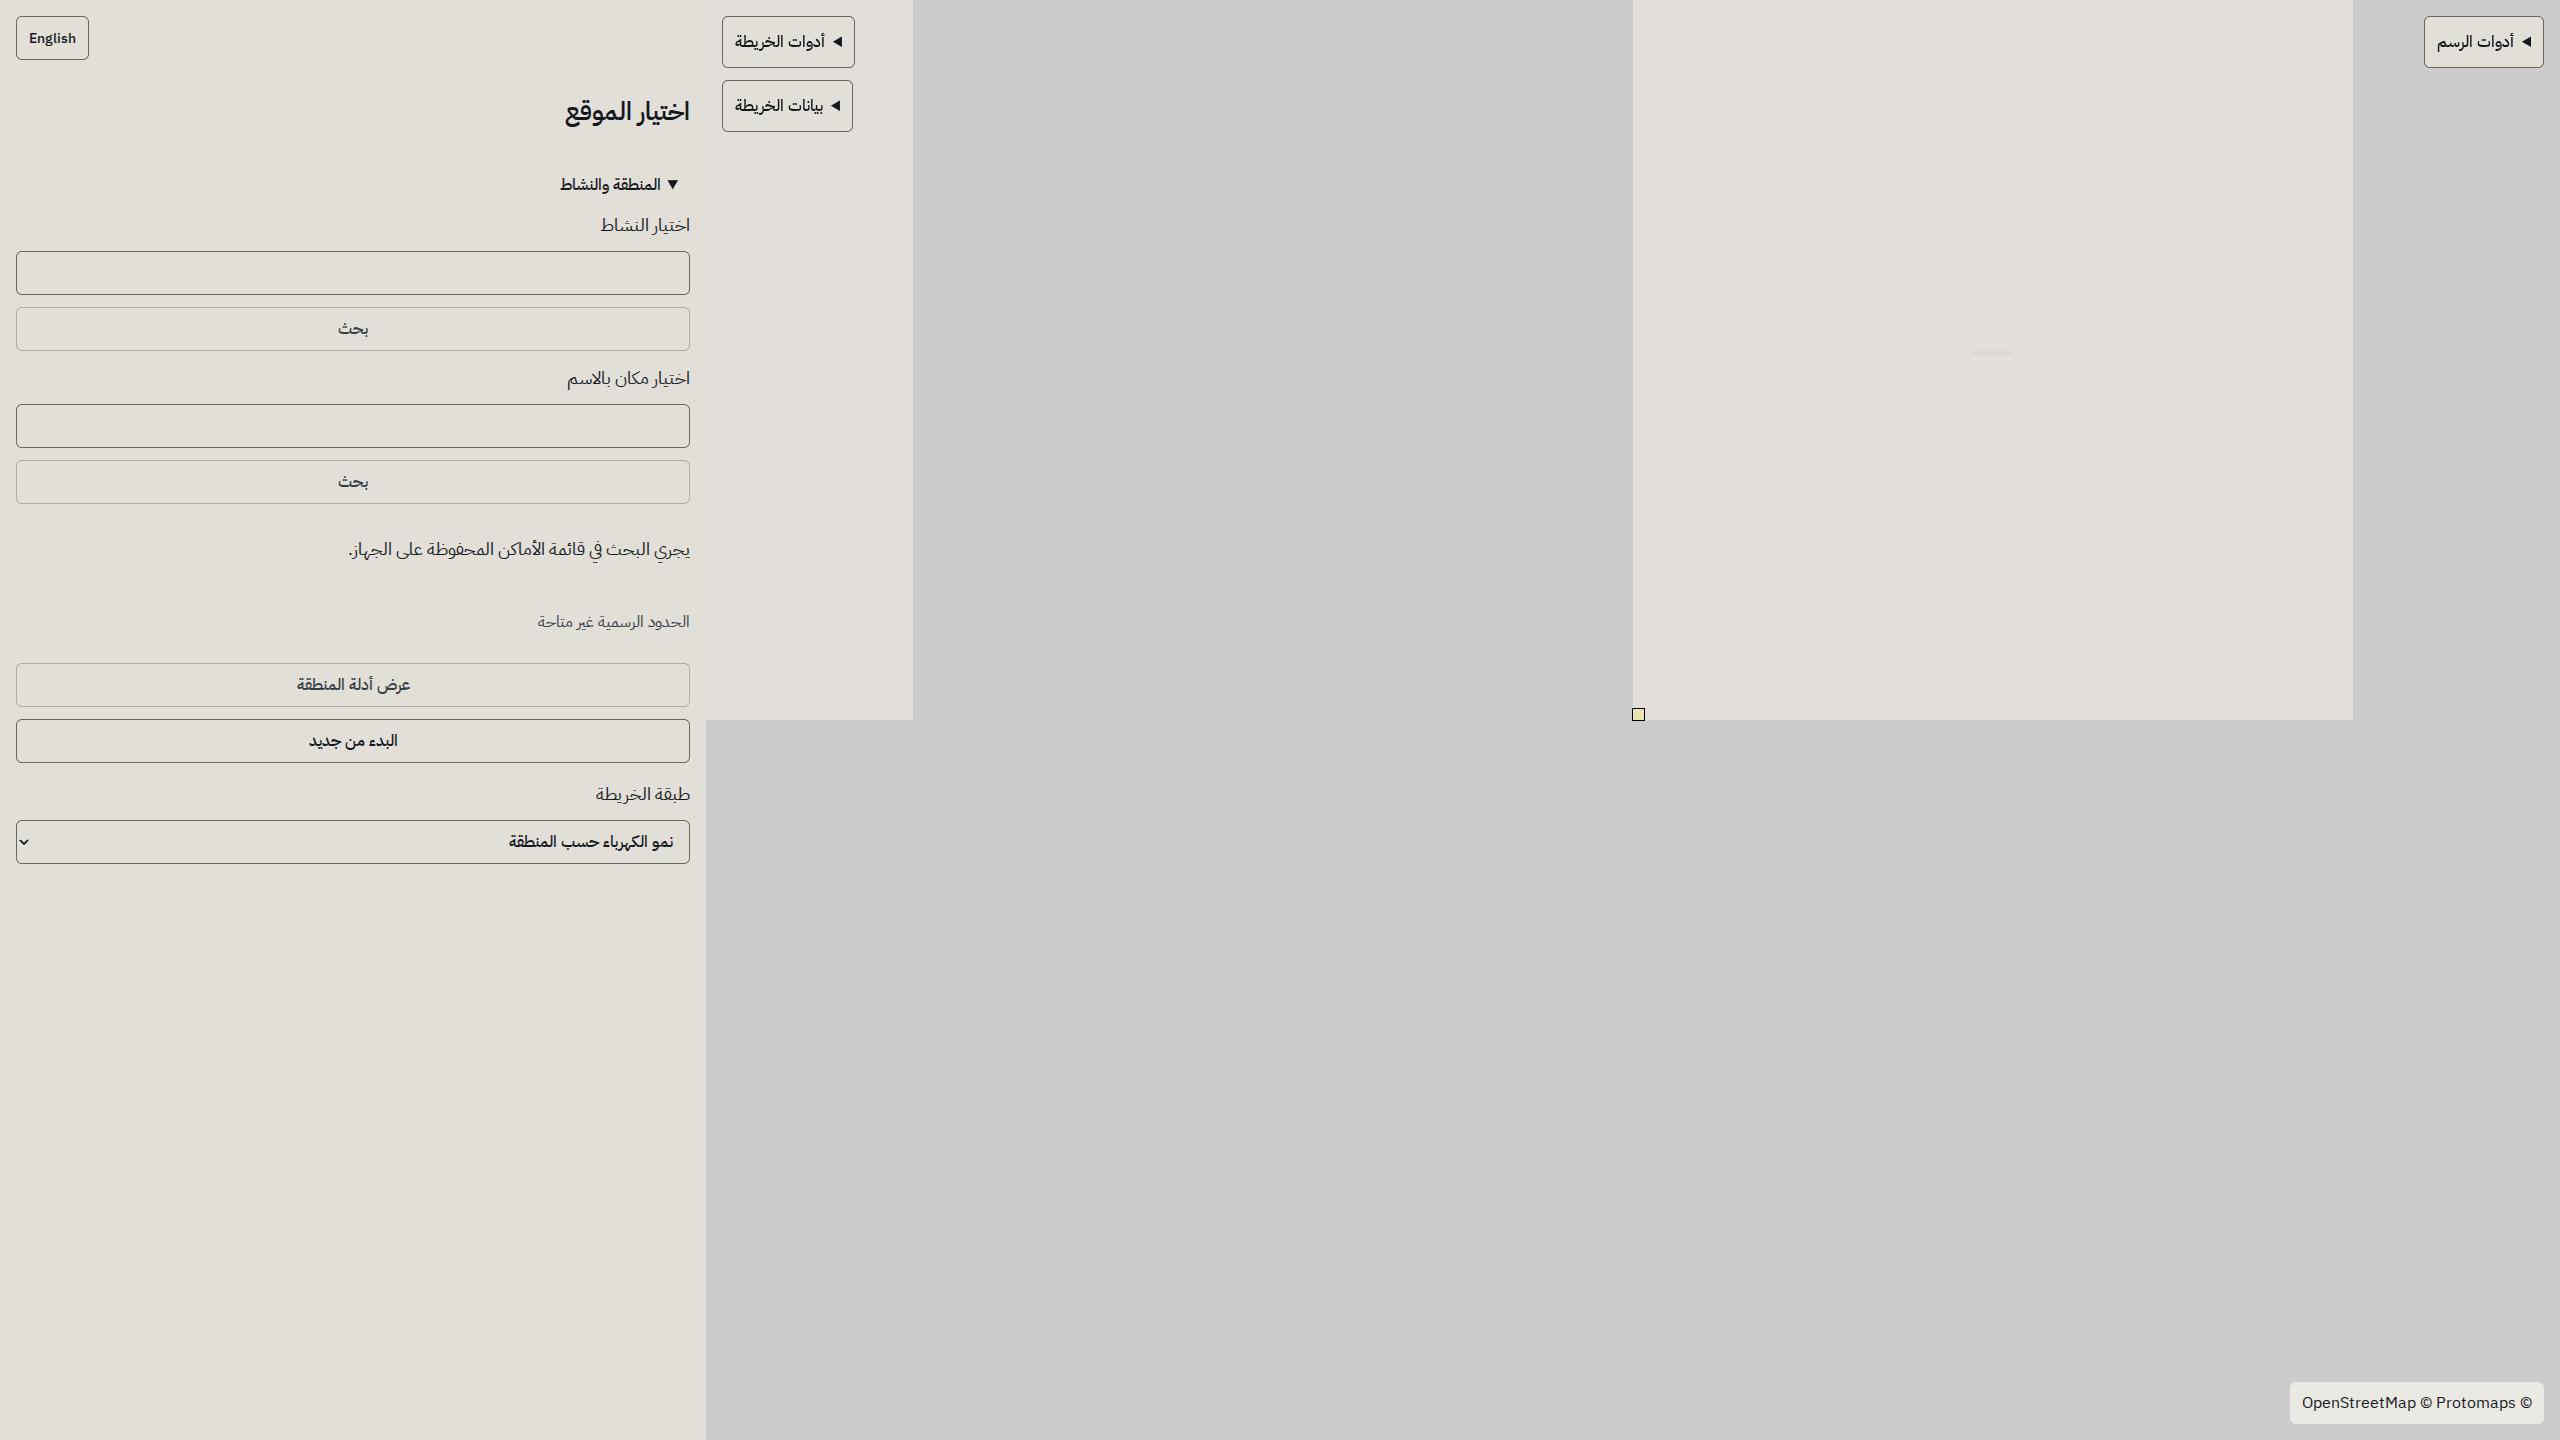 English
اختيار الموقع
المنطقة والنشاط
اختيار النشاط
بحث
اختيار مكان بالاسم
بحث
يجري البحث في قائمة الأماكن المحفوظة على الجهاز.
الحدود الرسمية غير متاحة
عرض أدلة المنطقة
البدء من جديد
طبقة الخريطة
نمو الكهرباء حسب المنطقة
أدوات الخريطة
بيانات الخريطة
أدوات الرسم
OpenStreetMap © Protomaps ©